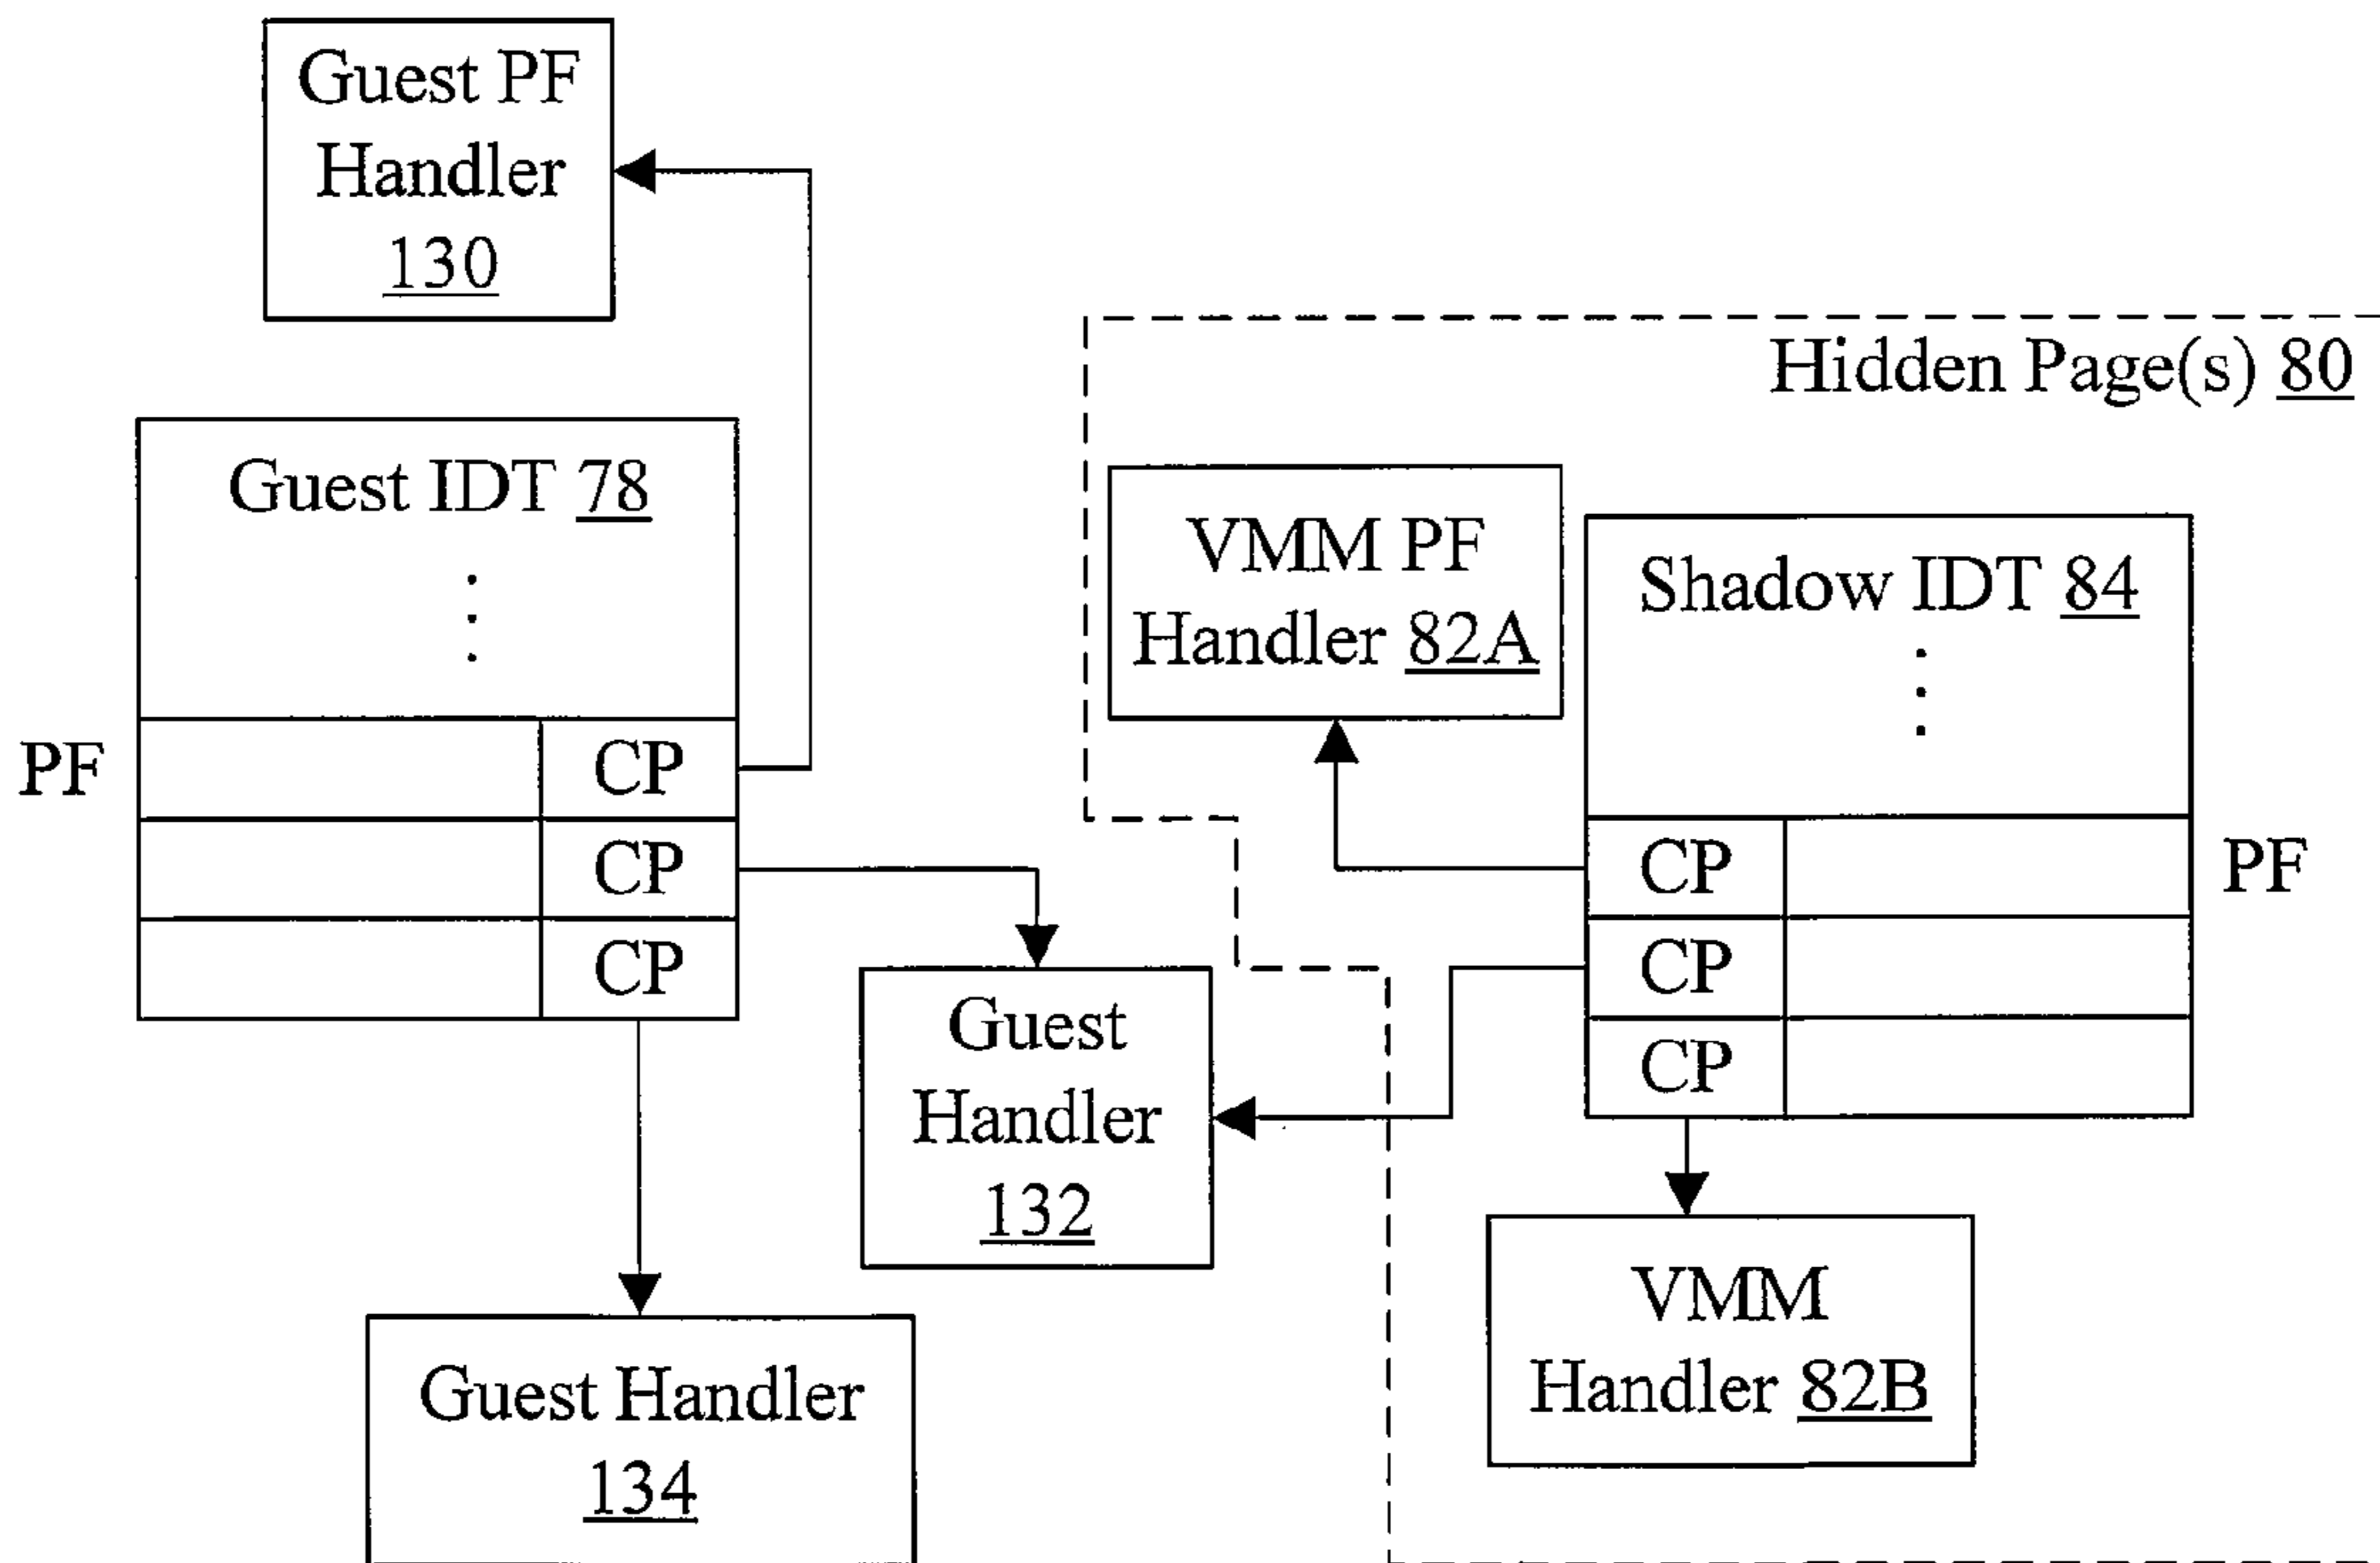 Guest PF
Handler
130
Hidden Page(s) 80
Guest IDT 78
VMM PF
Handler 82A
Shadow IDT 84
PF
CP
CP
CP
CP
CP
CP
PF
Guest
Handler
132
VMM
Handler 82B
Guest Handler
134